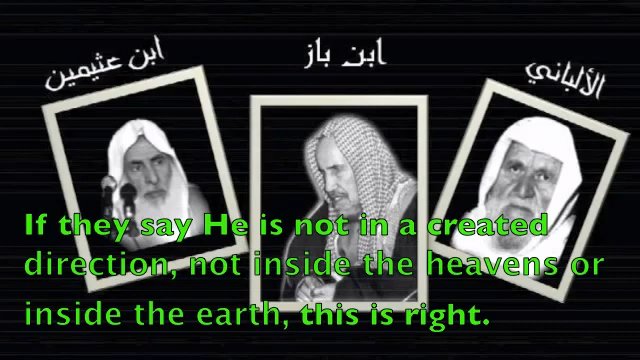 ابن عثيمين
ابن باز
الألباني
If they say He is not in a created
direction, not inside the heavens or
inside the earth, this is right.